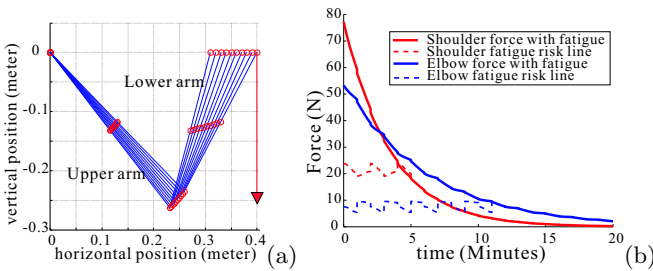 (a)
vertical position (meter)
0
-0.1
-0.2
-0.3
Lower arm
Upper arm
0
0.1
0.2
0.3
0.4
horizontal position (meter)
(b)
Force (N)
80
70
60
50
40
30
20
10
0
Shoulder force with fatigue
Shoulder fatigue risk line
Elbow force with fatigue
Elbow fatigue risk line
0
5
10
15
20
time (Minutes)